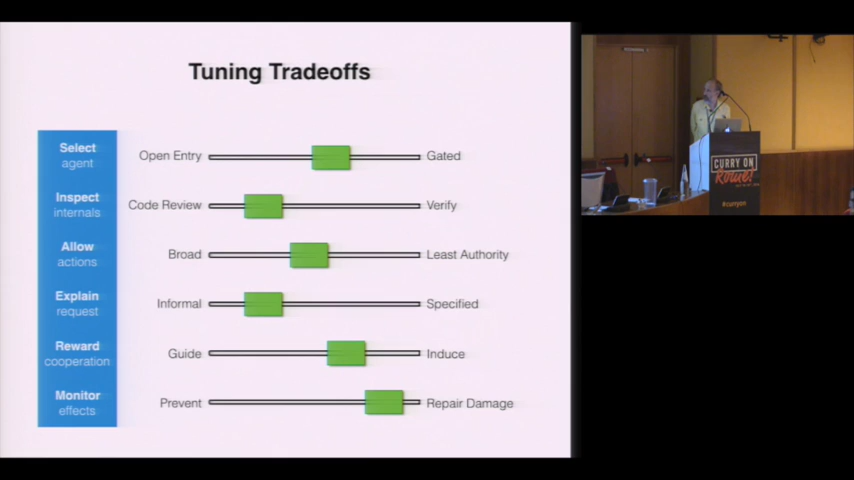 Tuning Tradeoffs
Select
agent
Open Entry
Gated
Inspect
internals
Code Review
Verify
Allow
actions
Broad
Least Authority
Explain
request
Informal
Specified
Reward
cooperation
Guide
Induce
Monitor
effects
Prevent
Repair Damage
CURRY ON
Rome!
#curryon